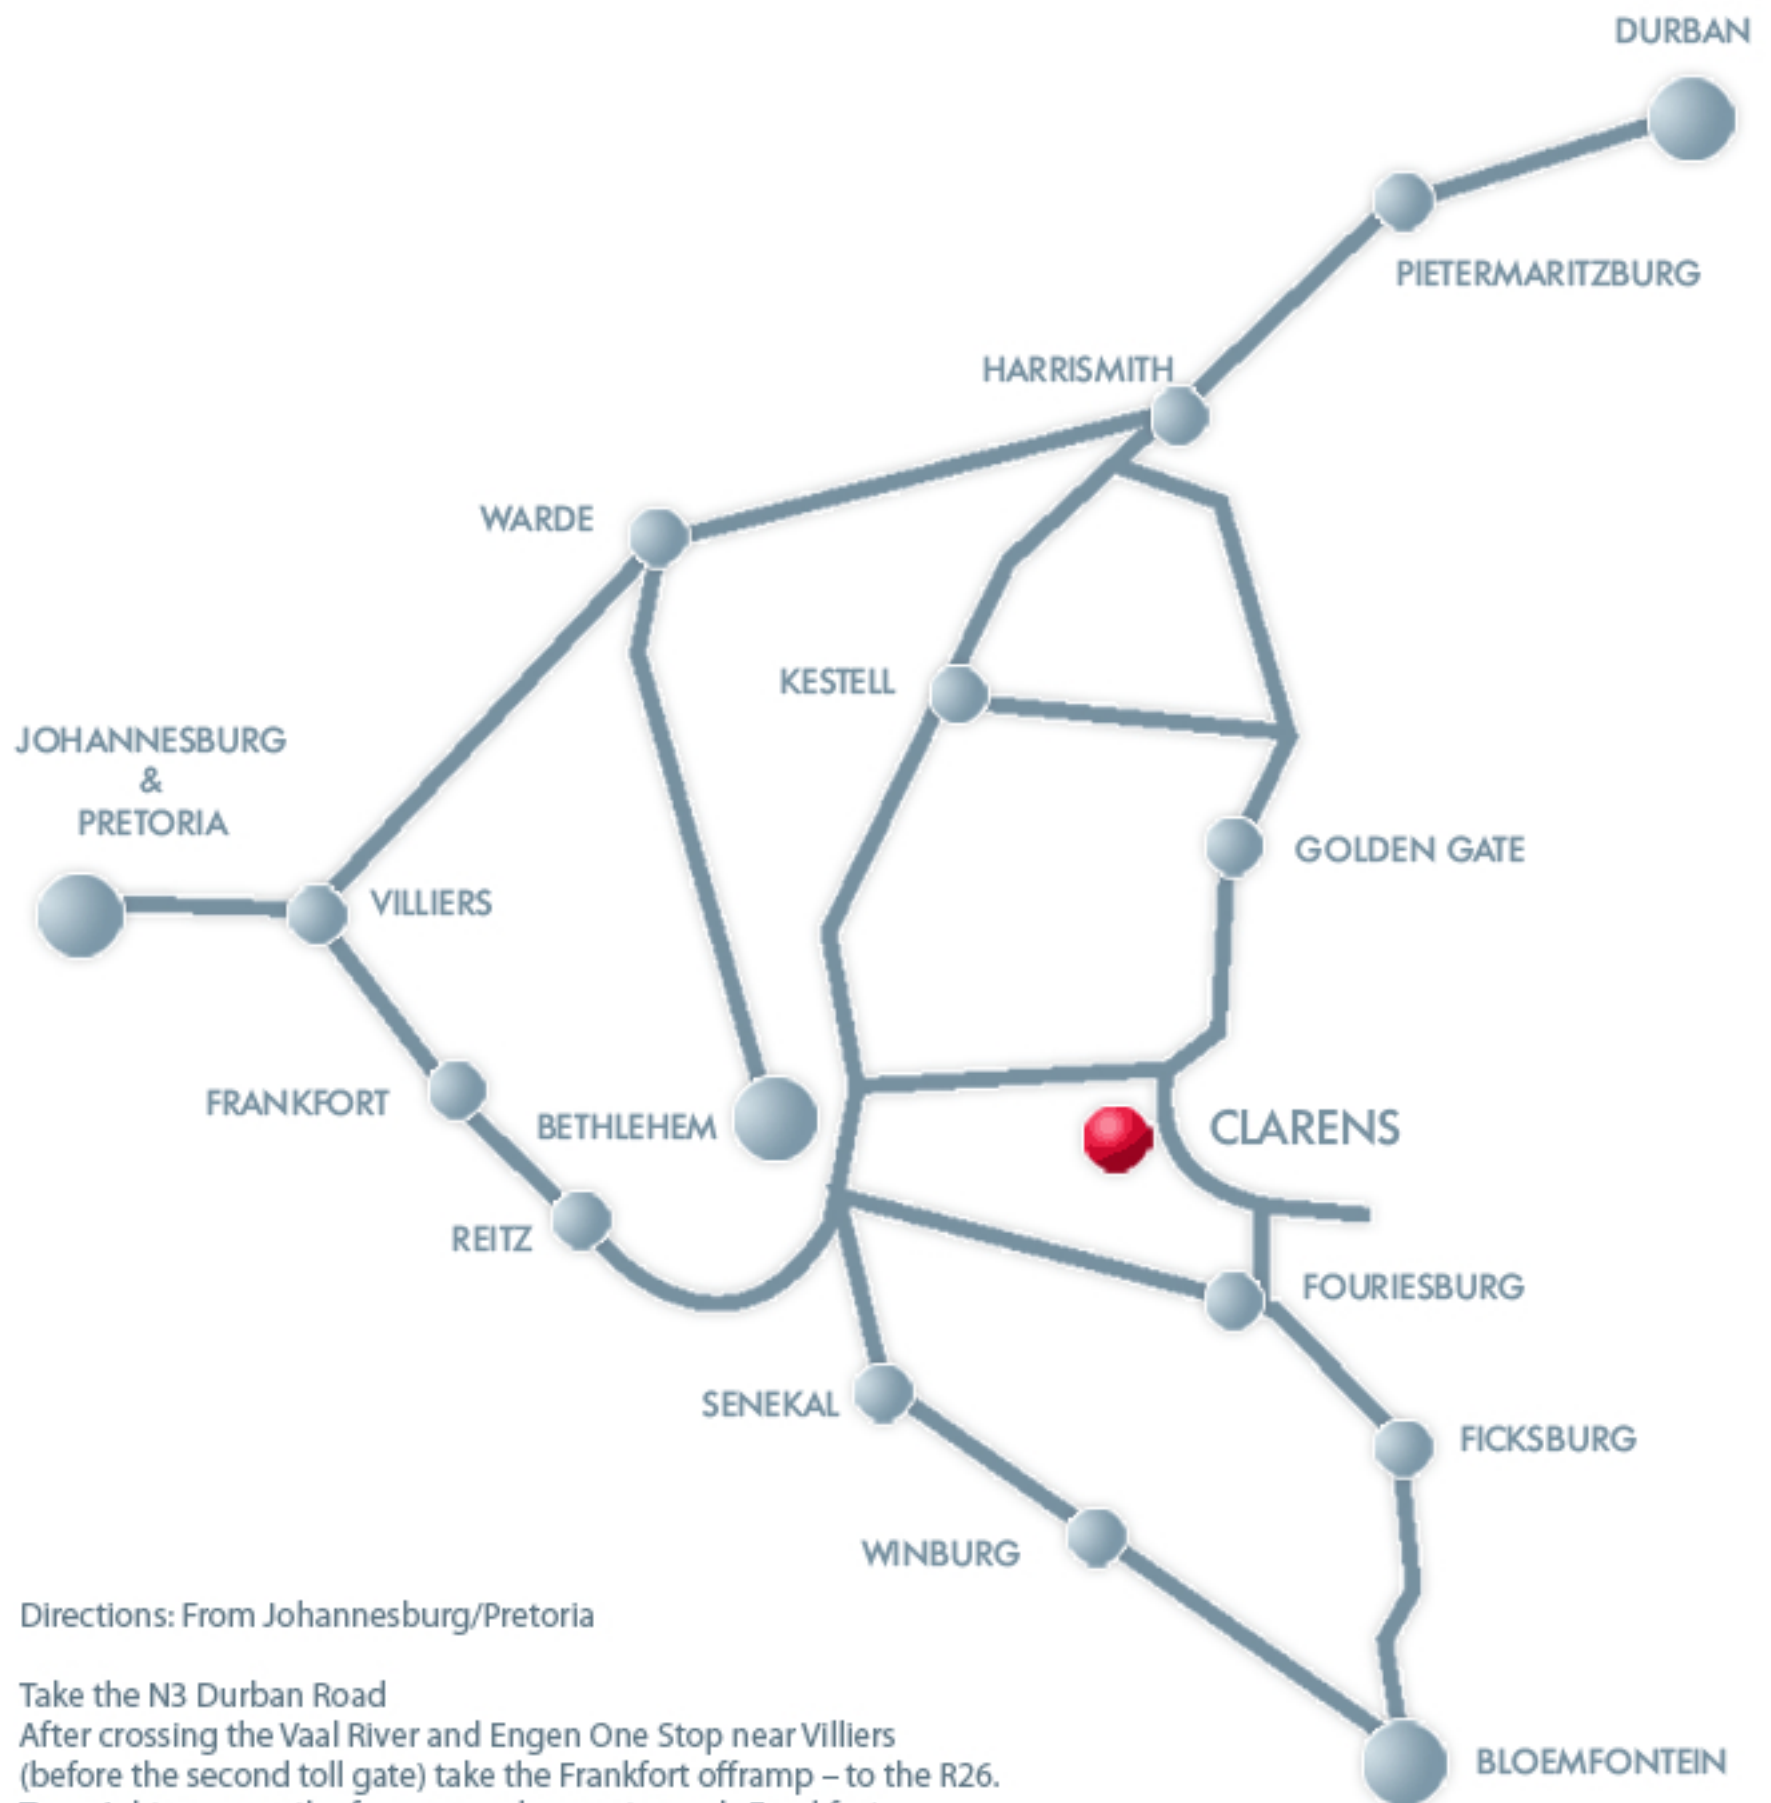 DURBAN
PIETERMARITZBURG
HARRISMITH
WARDE
KESTELL
JOHANNESBURG
&
PRETORIA
GOLDEN GATE
VILLIERS
FRANKFORT
BETHLEHEM
CLARENS
REITZ
FOURIESBURG
SENEKAL
FICKSBURG
WINBURG
BLOEMFONTEIN
Directions: From Johannesburg/Pretoria
Take the N3 Durban Road
After crossing the Vaal River and Engen One Stop near Villiers
(before the second toll gate) take the Frankfort offramp – to the R26.